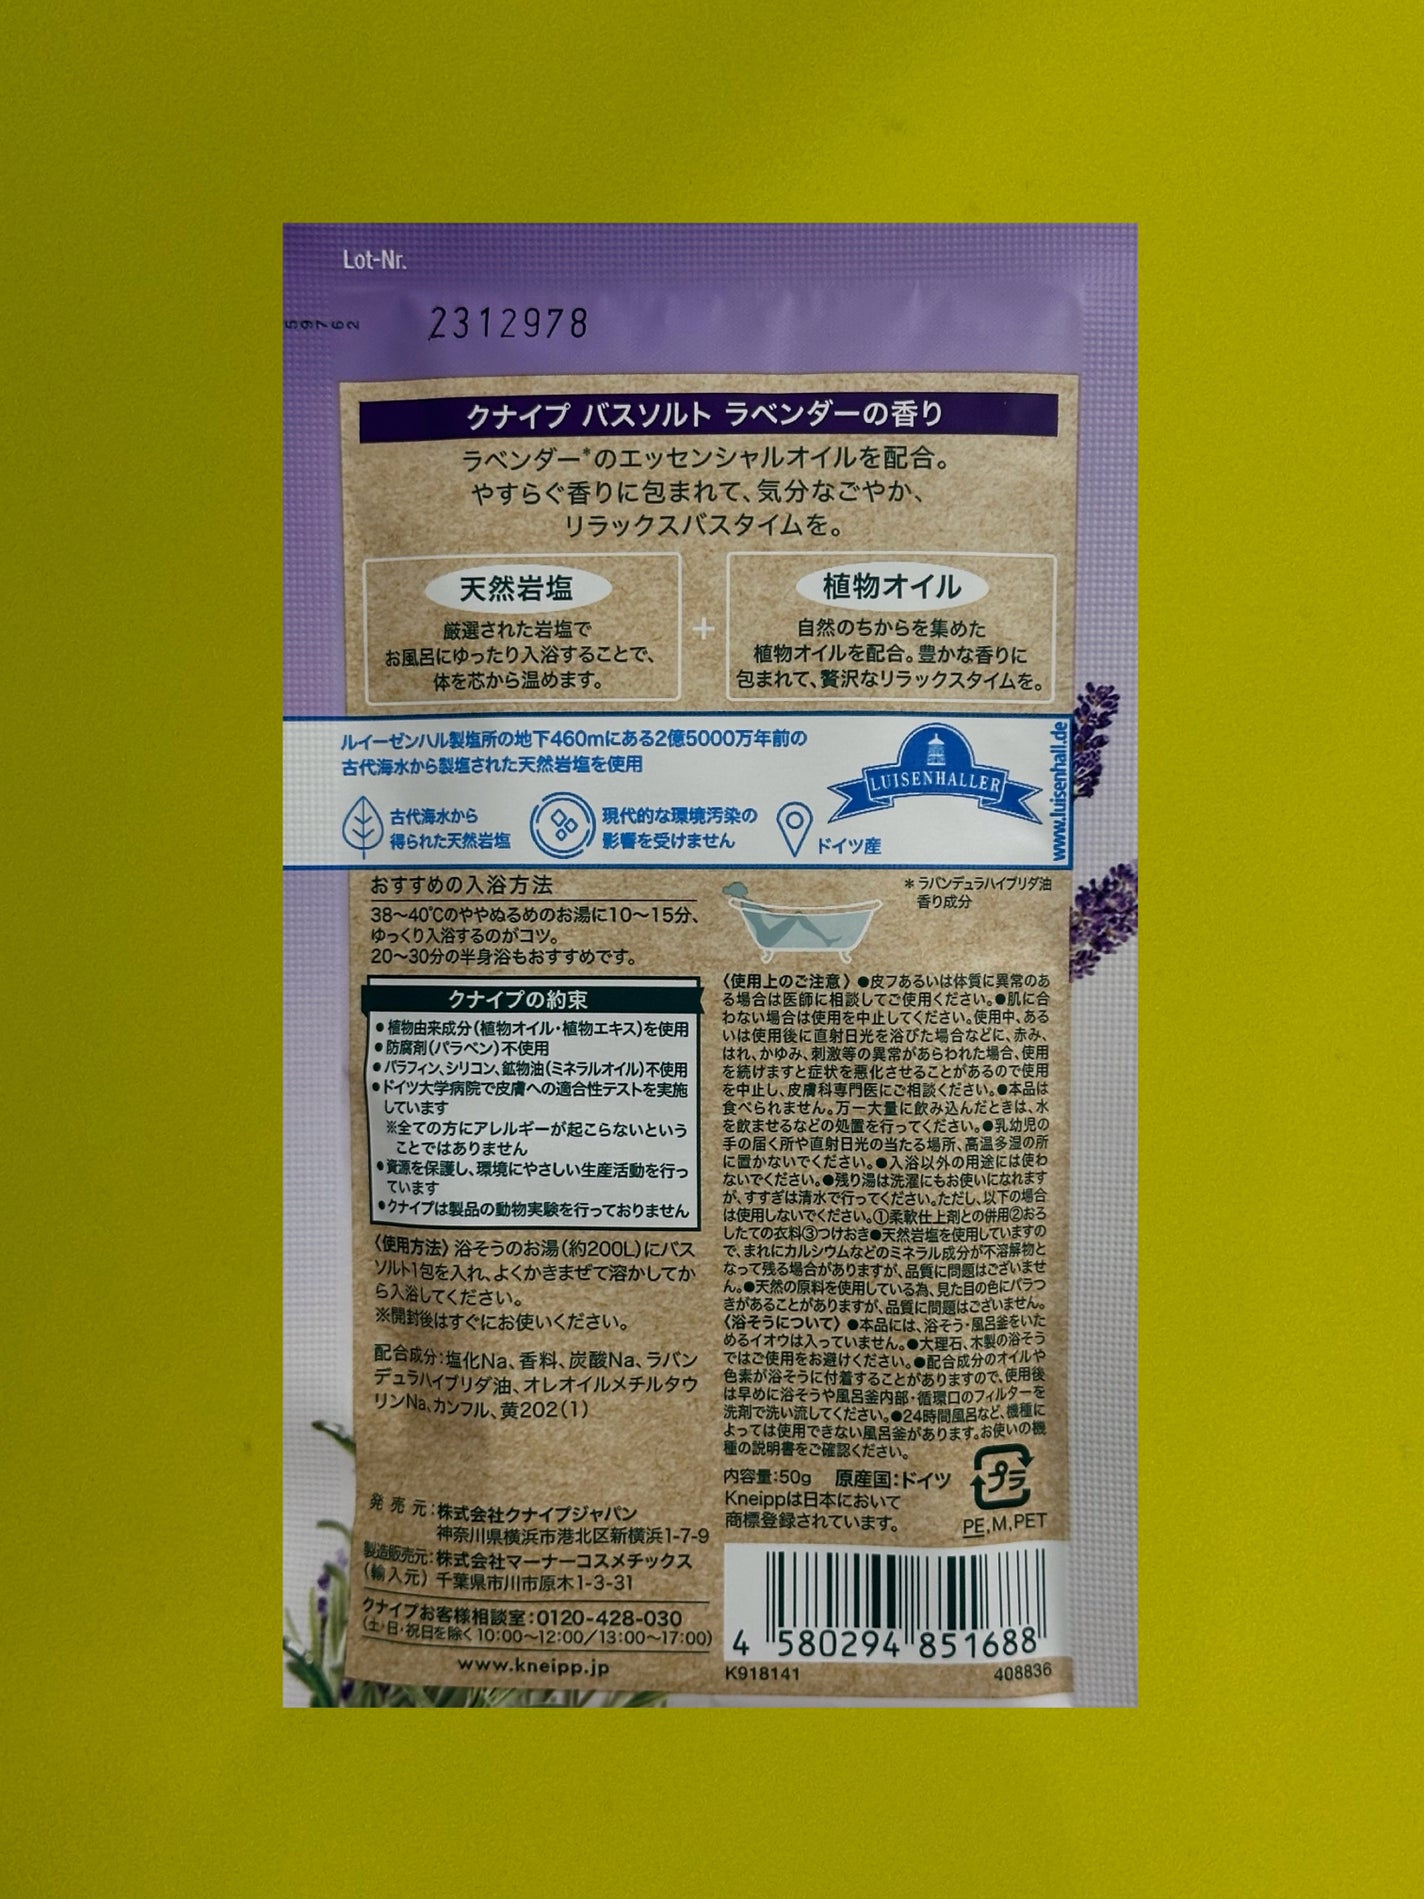 Lot-Nr.
2312978
59762
クナイプ バスソルト ラベンダーの香り
ラベンダー*のエッセンシャルオイルを配合。
やすらぐ香りに包まれて、気分なごやか、
リラックスバスタイムを。
天然岩塩
厳選された岩塩で
お風呂にゆったり入浴することで、
体を芯から温めます。
+
植物オイル
自然のちからを集めた
植物オイルを配合。豊かな香りに
包まれて、贅沢なリラックスタイムを。
ルイーゼンハル製塩所の地下460mにある2億5000万年前の
古代海水から製塩された天然岩塩を使用
古代海水から
得られた天然岩塩
現代的な環境汚染の
影響を受けません
ドイツ産
LUISENHALLER
www.luisenhall.de
おすすめの入浴方法
38〜40℃のややぬるめのお湯に10〜15分、
ゆっくり入浴するのがコツ。
20〜30分の半身浴もおすすめです。
*ラバンデュラハイブリダ油
香り成分
クナイプの約束
●植物由来成分(植物オイル・植物エキス)を使用
●防腐剤(パラベン)不使用
●パラフィン、シリコン、鉱物油(ミネラルオイル)不使用
●ドイツ大学病院で皮膚への適合性テストを実施
しています
※全ての方にアレルギーが起こらないという
ことではありません
●資源を保護し、環境にやさしい生産活動を行っ
ています
●クナイプは製品の動物実験を行っておりません
〈使用方法〉浴そうのお湯(約200L)にバス
ソルト1包を入れ、よくかきまぜて溶かしてか
ら入浴してください。
※開封後はすぐにお使いください。
配合成分:塩化Na、香料、炭酸Na、ラバン
デュラハイブリダ油、オレオイルメチルタウ
リンNa、カンフル、黄202(1)
発売元:株式会社クナイプジャパン
神奈川県横浜市港北区新横浜1-7-9
製造販売元:株式会社マーナーコスメチックス
(輸入元)千葉県市川市原木1-3-31
クナイプお客様相談室:0120-428-030
(土・日・祝日を除く10:00〜12:00/13:00〜17:00)
www.kneipp.jp
〈使用上のご注意〉●皮フあるいは体質に異常のあ
る場合は医師に相談してご使用ください。●肌に合
わない場合は使用を中止してください。使用中、ある
いは使用後に直射日光を浴びた場合などに、赤み、
はれ、かゆみ、刺激等の異常があらわれた場合、使用
を続けますと症状を悪化させることがあるので使用
を中止し、皮膚科専門医にご相談ください。●本品は
食べられません。万一大量に飲み込んだときは、水
を飲ませるなどの処置を行ってください。●乳幼児の
手の届く所や直射日光の当たる場所、高温多湿の所
に置かないでください。●入浴以外の用途には使わ
ないでください。●残り湯は洗濯にもお使いになれます
が、すすぎは清水で行ってください。ただし、以下の場合
は使用しないでください。①柔軟仕上剤との併用②おろ
したての衣料③つけおき●天然岩塩を使用していますの
で、まれにカルシウムなどのミネラル成分が不溶解物と
なって残る場合がありますが、品質に問題はございませ
ん。●天然の原料を使用している為、見た目の色にバラつ
きがあることがありますが、品質に問題はございません。
〈浴そうについて〉●本品には、浴そう・風呂釜をいた
めるイオウは入っていません。●大理石、木製の浴そう
ではご使用をお避けください。●配合成分のオイルや
色素が浴そうに付着することがありますので、使用後
は早めに浴そうや風呂釜内部・循環口のフィルターを
洗剤で洗い流してください。●24時間風呂など、機種に
よっては使用できない風呂釜があります。お使いの機
種の説明書をご確認ください。
内容量:50g 原産国:ドイツ
Kneippは日本において
商標登録されています。
プラ
PE,M,PET
4 580294 851688
K918141 408836